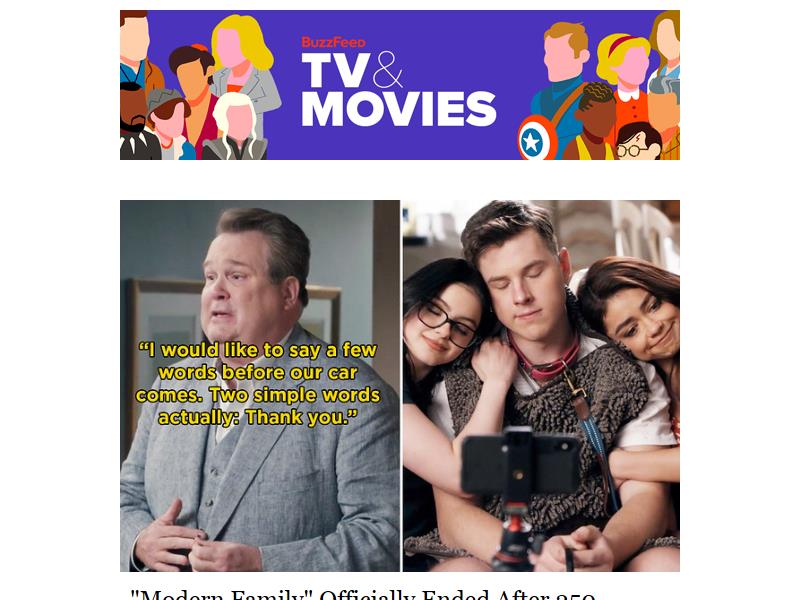 BuzzFeed
TV&
MOVIES
“I would like to say a few
words before our car
comes. Two simple words
actually: Thank you.”
"Modern Family" Officially Ended After 250